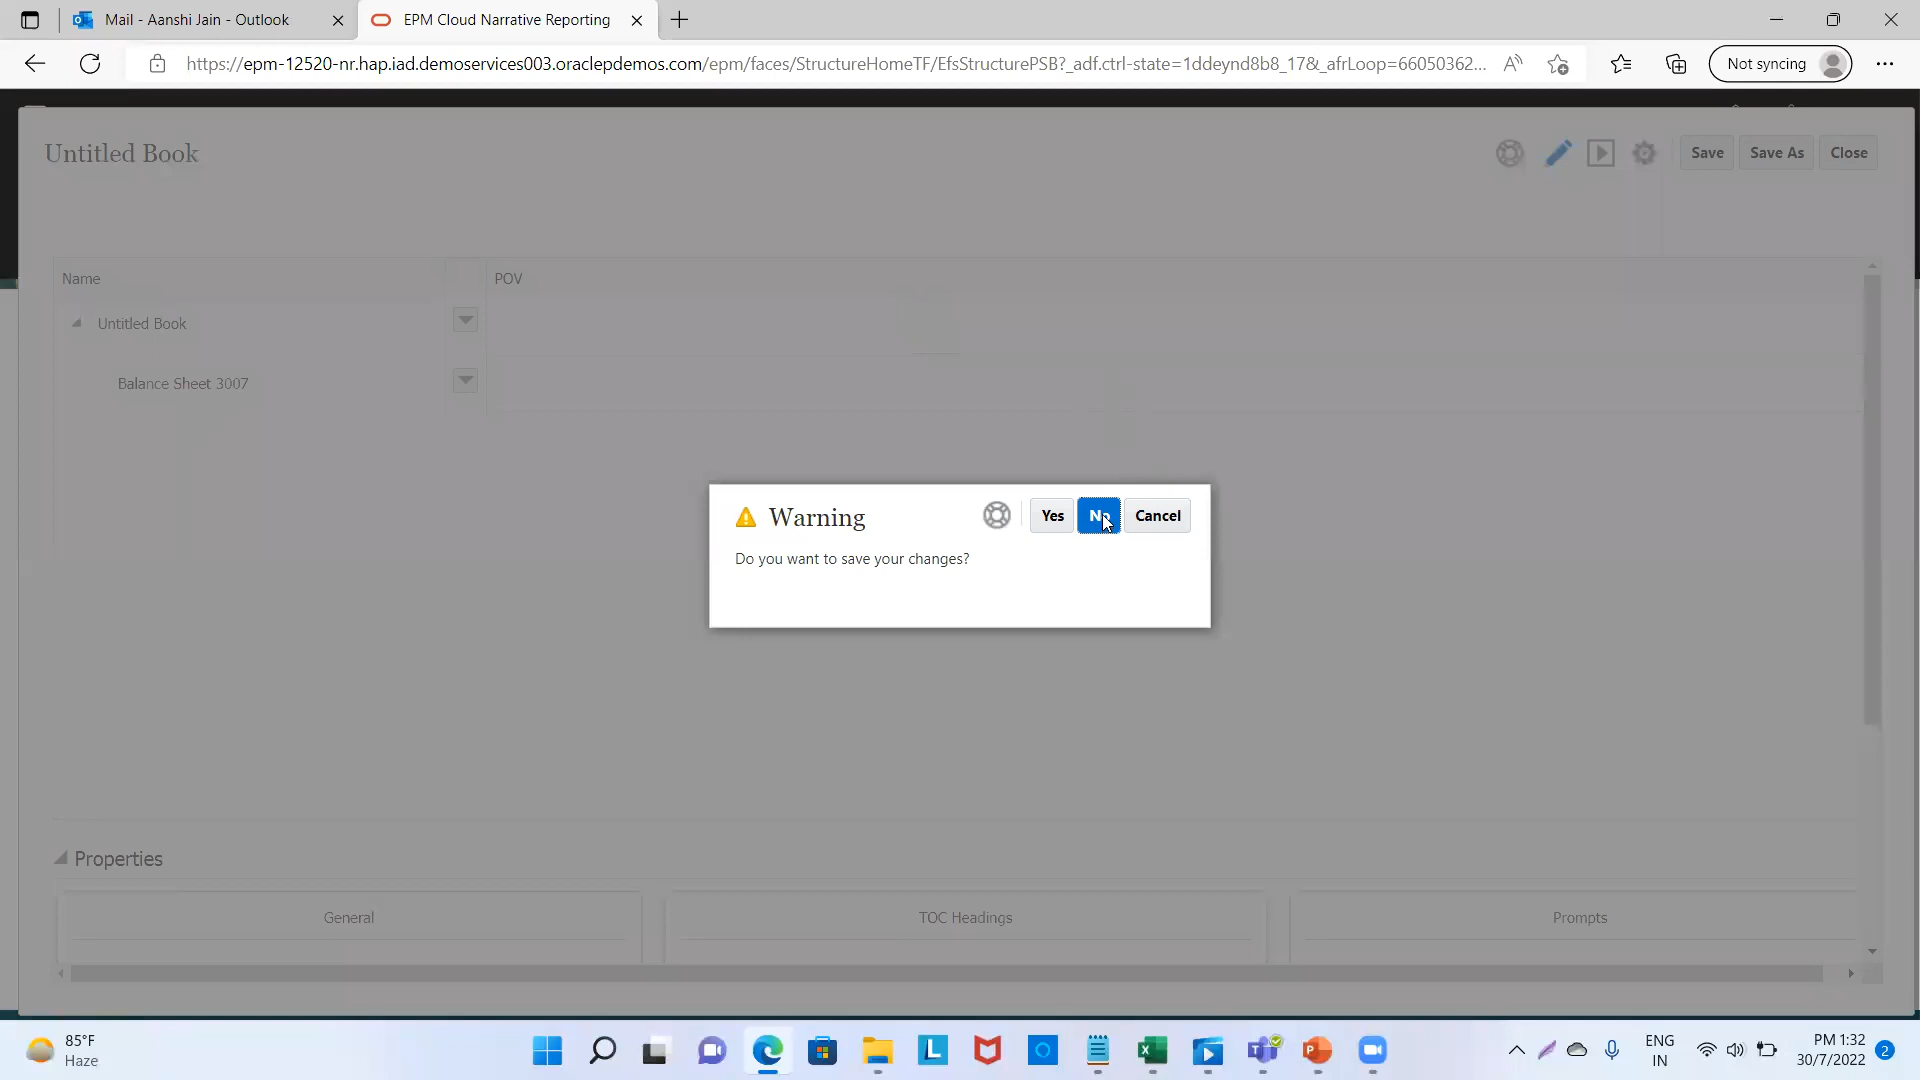 Mail - Aanshi Jain - Outlook
EPM Cloud Narrative Reporting
https://epm-12520-nr.hap.iad.demoservices003.oraclepdemos.com/epm/faces/StructureHomeTF/EfsStructurePSB?_adf.ctrl-state=1ddeynd8b8_17&_afrLoop=66050362...
Not syncing
Untitled Book
Save
Save As
Close
Name
POV
Untitled Book
Balance Sheet 3007
Warning
Yes
No
Cancel
Do you want to save your changes?
Properties
General
TOC Headings
Prompts
85°F
Haze
ENG
IN
PM 1:32
30/7/2022
2